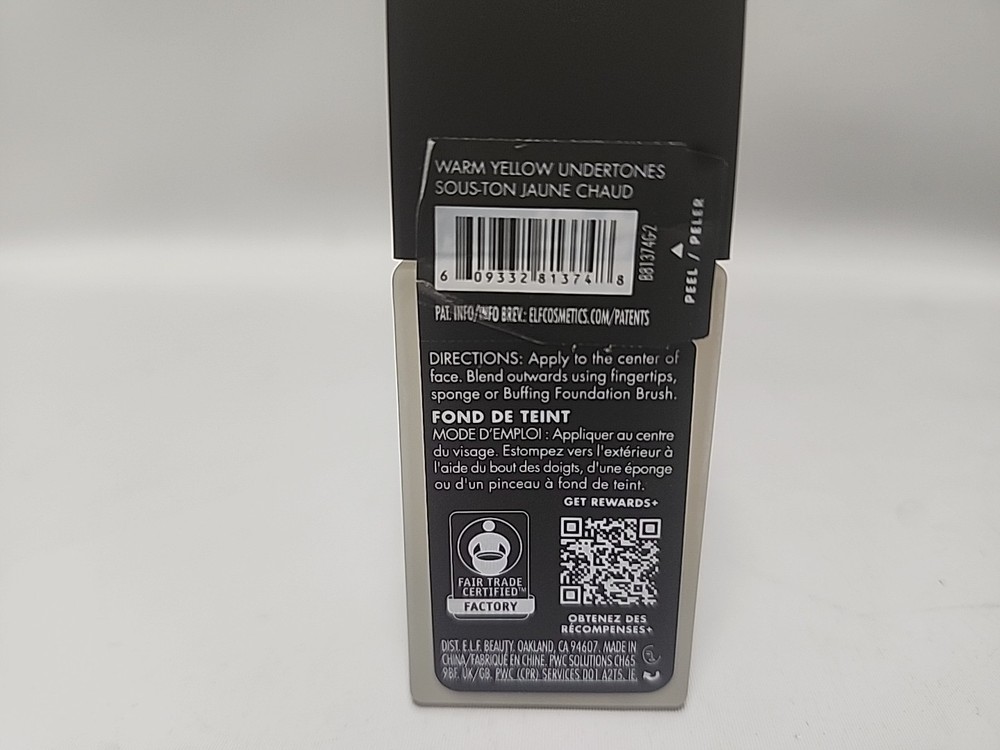 WARM YELLOW UNDERTONES
SOUS-TON JAUNE CHAUD
6 09332 81374 8
B81374G-2
PEEL / PELER
PAT. INFO/INFO BREV.: ELFCOSMETICS.COM/PATENTS
DIRECTIONS: Apply to the center of
face. Blend outwards using fingertips,
sponge or Buffing Foundation Brush.
FOND DE TEINT
MODE D'EMPLOI : Appliquer au centre
du visage. Estompez vers l'extérieur à
l'aide du bout des doigts, d'une éponge
ou d'un pinceau à fond de teint.
GET REWARDS+
FAIR TRADE
CERTIFIED™
FACTORY
OBTENEZ DES
RÉCOMPENSES+
DIST. E.L.F. BEAUTY, OAKLAND, CA 94607. MADE IN
CHINA/FABRIQUÉ EN CHINE. PWC SOLUTIONS CH65
9BF. UK/GB. PWC (CPR) SERVICES D01 A2T5. IE.